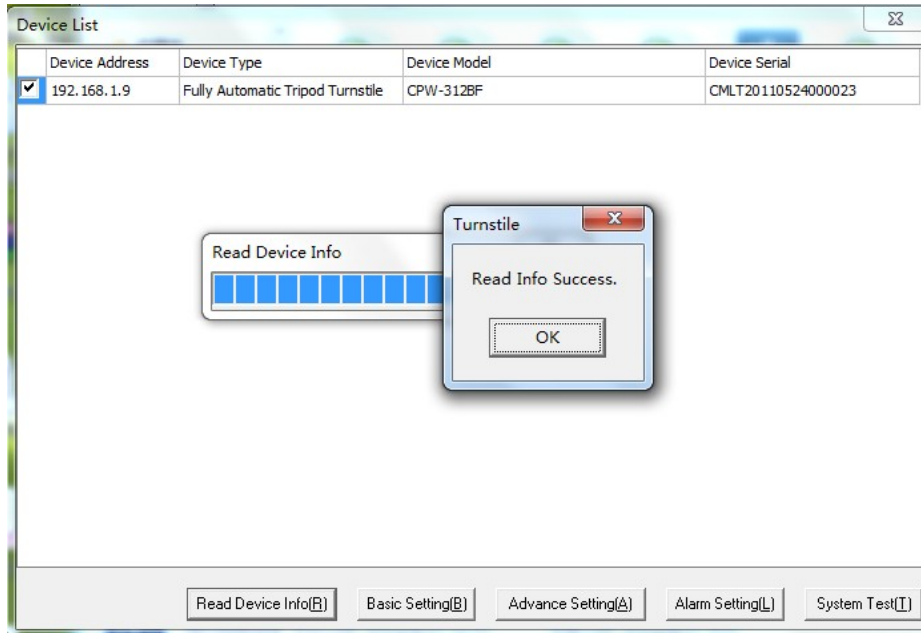 Device List
Device Address Device Type Device Model Device Serial
192.168.1.9 Fully Automatic Tripod Turnstile CPW-312BF CMLT20110524000023
Turnstile
Read Device Info
Read Info Success.
OK
Read Device Info(R) Basic Setting(B) Advance Setting(A) Alarm Setting(L) System Test(T)